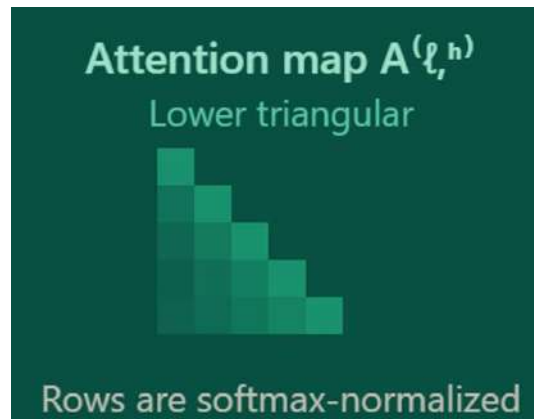 Attention map A⁽ℓ,ʰ⁾
Lower triangular
Rows are softmax-normalized